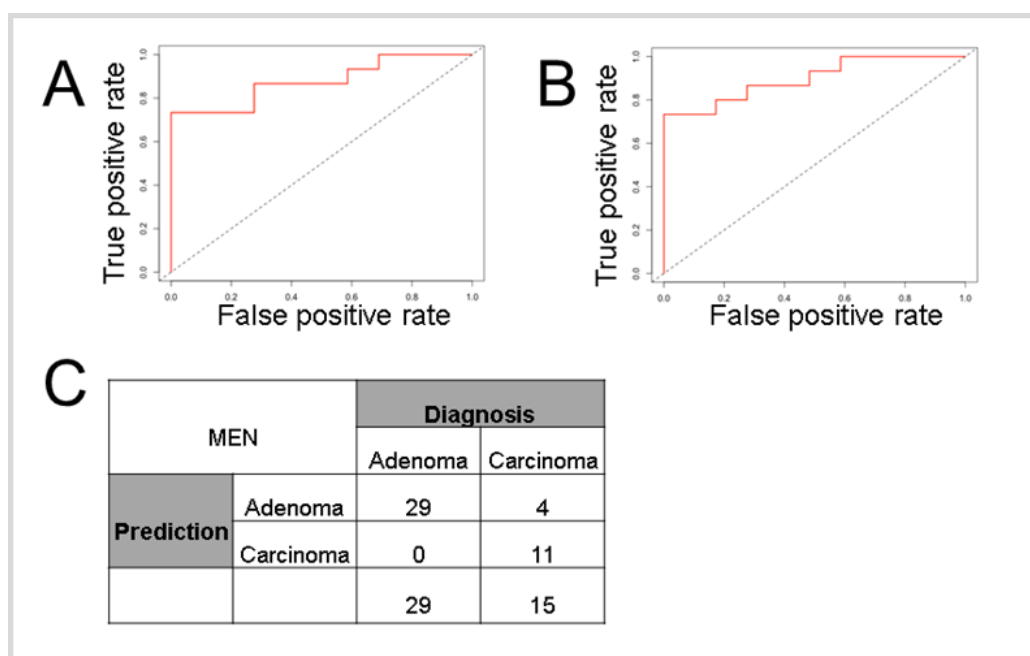 A
True positive rate
1.0
0.8
0.6
0.4
0.2
0.0
0.0 0.2 0.4 0.6 0.8 1.0
False positive rate
B
True positive rate
1.0
0.8
0.6
0.4
0.2
0.0
0.0 0.2 0.4 0.6 0.8 1.0
False positive rate
C
MEN
Diagnosis
Adenoma Carcinoma
Prediction
Adenoma 29 4
Carcinoma 0 11
29 15